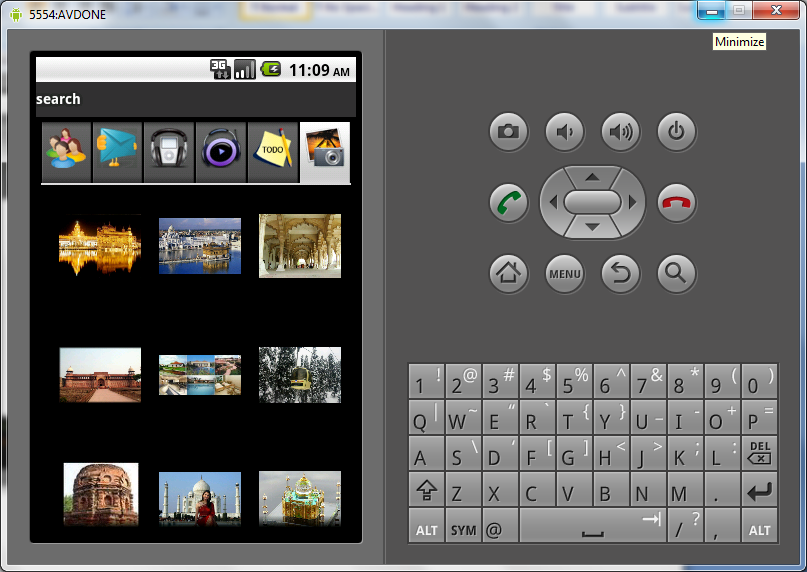 5554:AVDONE
Minimize
3G 11:09 AM
search
TODO
MENU
1 ! 2 @ 3 # 4 $ 5 % 6 ^ 7 & 8 * 9 ( 0 )
Q | W ~ E “ R ` T { Y } U _ I - O + P =
A S \ D ‘ F [ G ] H < J > K ; L : DEL
Z X C V B N M .
ALT SYM @ / ? , ALT